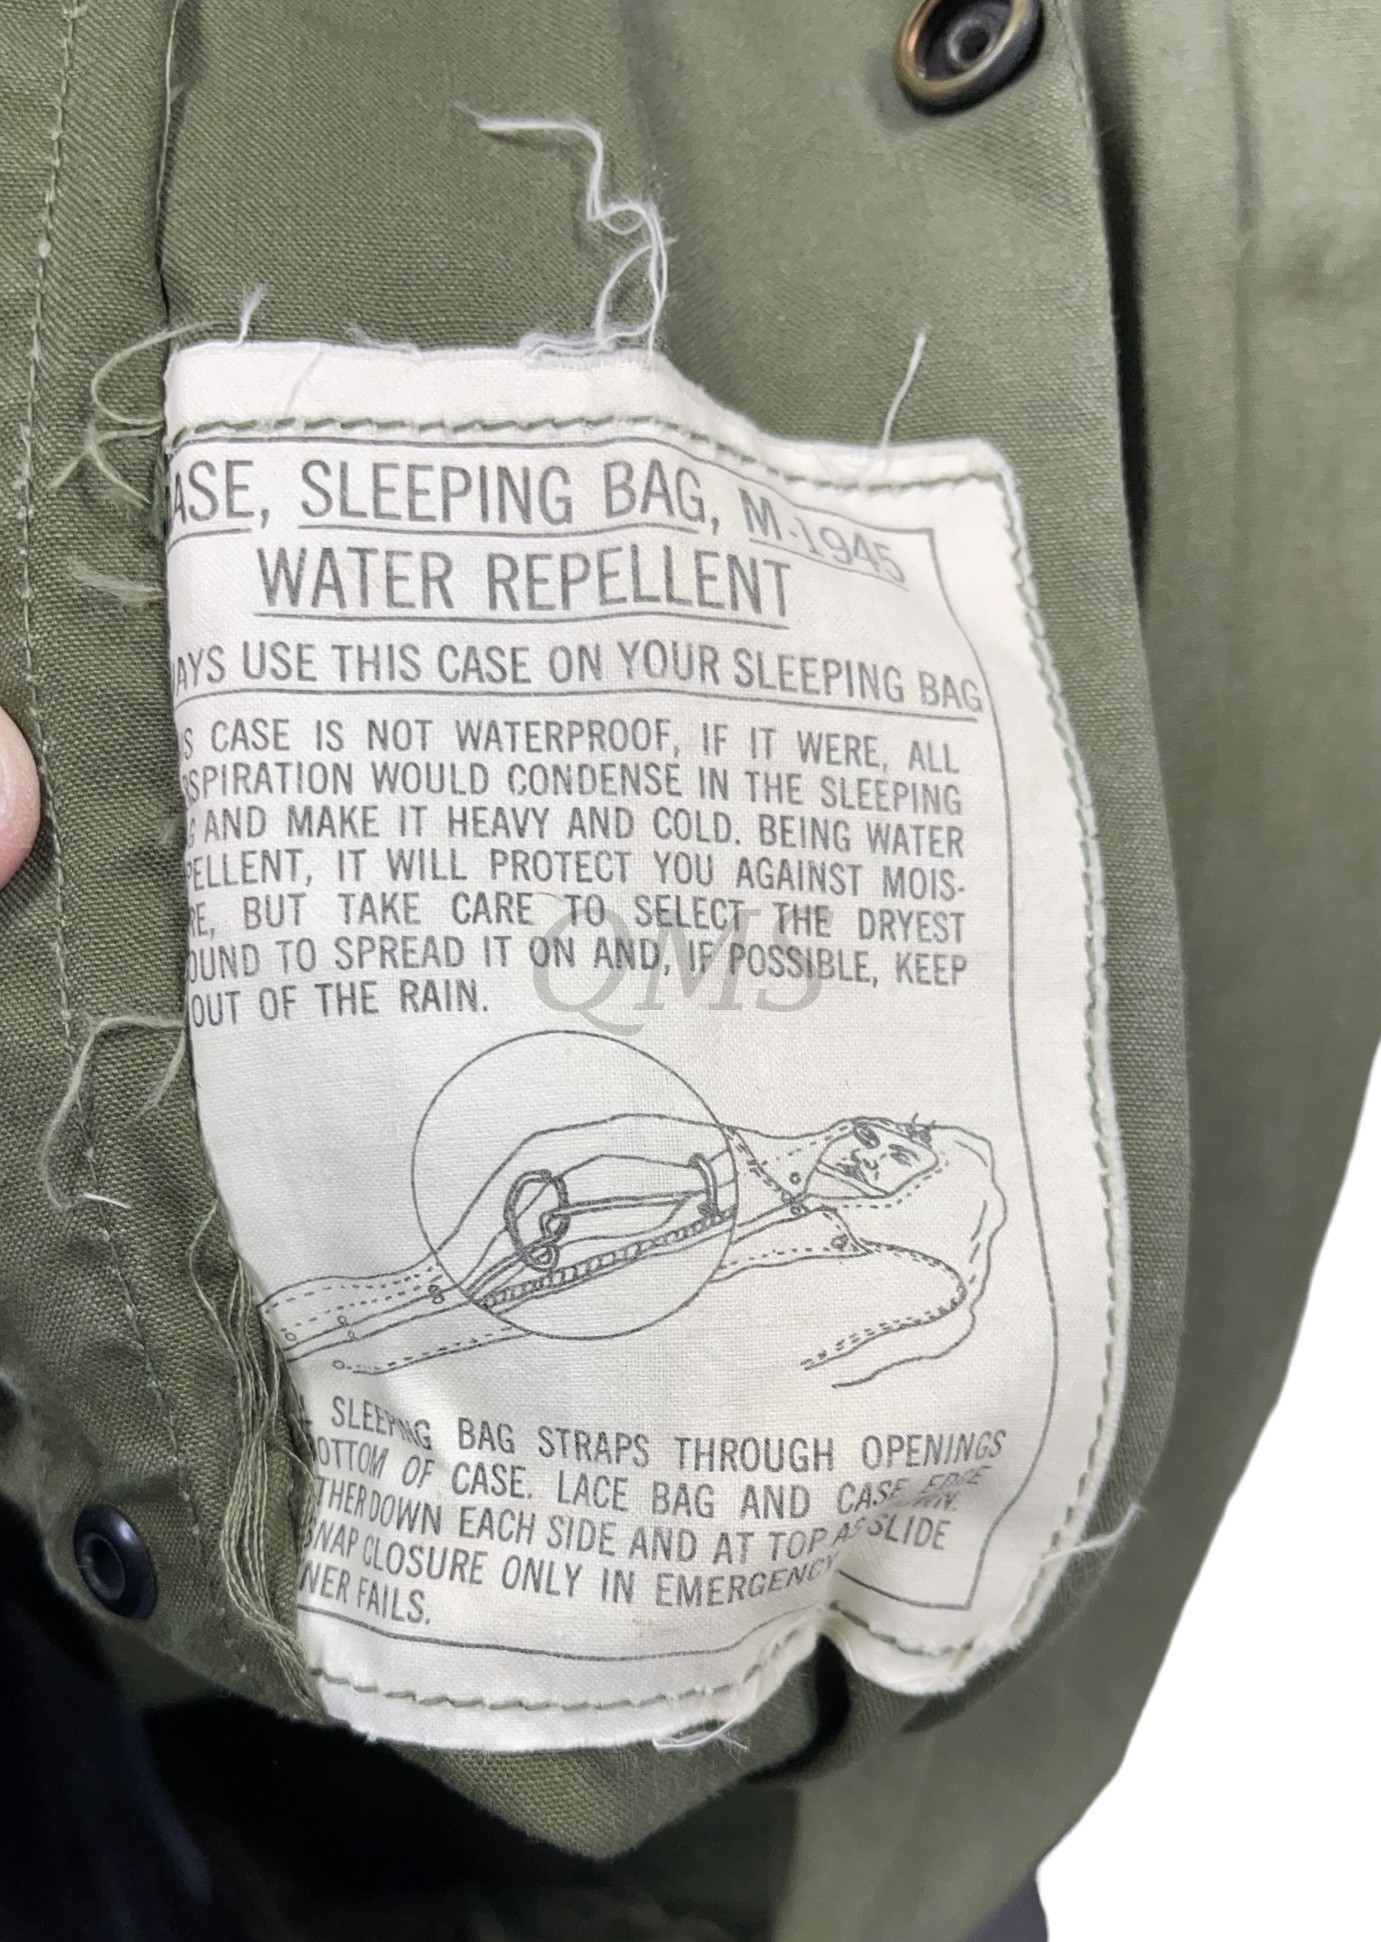 ASE, SLEEPING BAG, M-1945
WATER REPELLENT
AYS USE THIS CASE ON YOUR SLEEPING BAG
S CASE IS NOT WATERPROOF, IF IT WERE, ALL
RSPIRATION WOULD CONDENSE IN THE SLEEPING
G AND MAKE IT HEAVY AND COLD. BEING WATER
PELLENT, IT WILL PROTECT YOU AGAINST MOIS-
RE, BUT TAKE CARE TO SELECT THE DRYEST
OUND TO SPREAD IT ON AND, IF POSSIBLE, KEEP
OUT OF THE RAIN.
QMS
SLEEPING BAG STRAPS THROUGH OPENINGS
OTTOM OF CASE. LACE BAG AND CASE EDGE
THER DOWN EACH SIDE AND AT TOP AS
SNAP CLOSURE ONLY IN EMERGENCY SLIDE
NER FAILS.